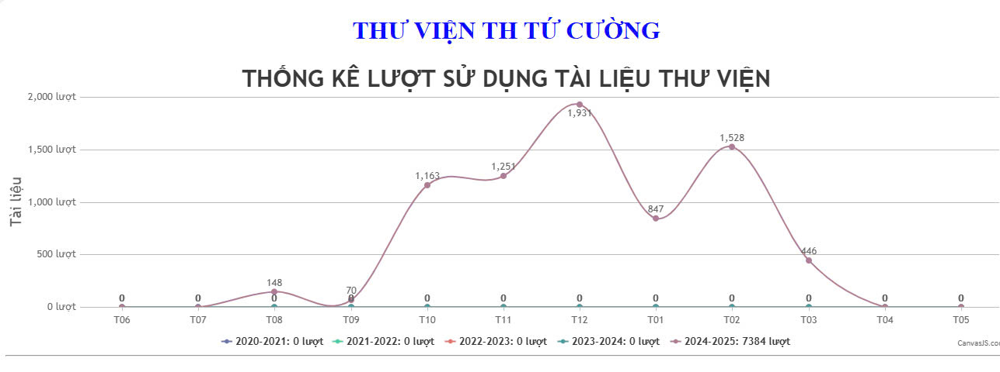 THƯ VIỆN TH TỨ CƯỜNG
THỐNG KÊ LƯỢT SỬ DỤNG TÀI LIỆU THƯ VIỆN
Tài liệu
2,000 lượt
1,500 lượt
1,000 lượt
500 lượt
0 lượt
1,931
1,528
1,251
1,163
847
446
148
70
0 0 0 0 0 0 0 0 0 0 0 0
T06 T07 T08 T09 T10 T11 T12 T01 T02 T03 T04 T05
2020-2021: 0 lượt 2021-2022: 0 lượt 2022-2023: 0 lượt 2023-2024: 0 lượt 2024-2025: 7384 lượt
CanvasJS.co